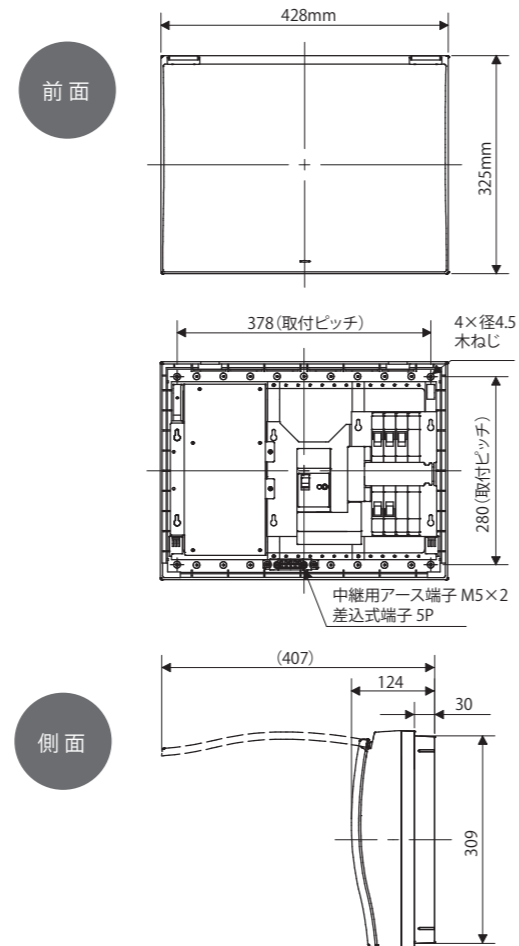 428mm
前面
325mm
378(取付ピッチ)
4×径4.5
木ねじ
280(取付ピッチ)
中継用アース端子 M5×2
差込式端子 5P
(407)
124
30
側面
309